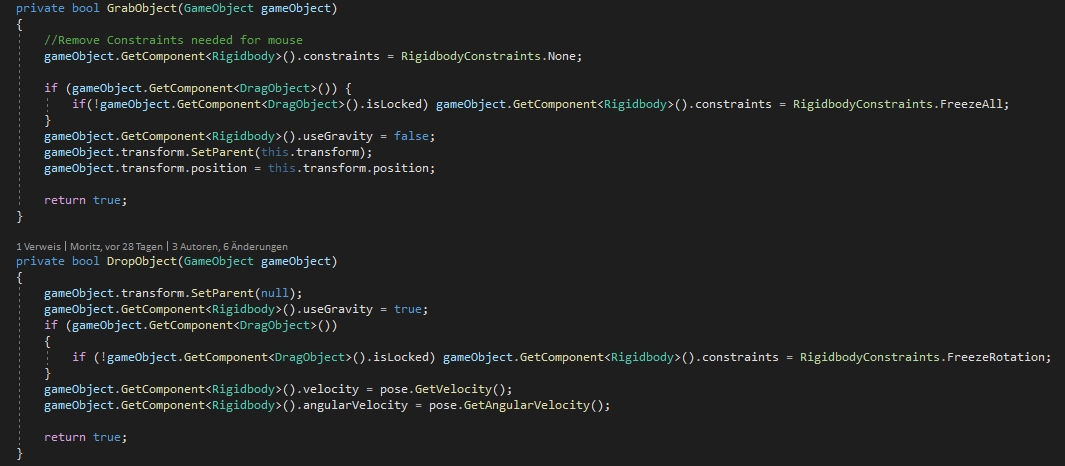 private bool GrabObject(GameObject gameObject)
{
//Remove Constraints needed for mouse
gameObject.GetComponent<Rigidbody>().constraints = RigidbodyConstraints.None;
if (gameObject.GetComponent<DragObject>()) {
if(!gameObject.GetComponent<DragObject>().isLocked) gameObject.GetComponent<Rigidbody>().constraints = RigidbodyConstraints.FreezeAll;
}
gameObject.GetComponent<Rigidbody>().useGravity = false;
gameObject.transform.SetParent(this.transform);
gameObject.transform.position = this.transform.position;
return true;
}
1 Verweis | Moritz, vor 28 Tagen | 3 Autoren, 6 Änderungen
private bool DropObject(GameObject gameObject)
{
gameObject.transform.SetParent(null);
gameObject.GetComponent<Rigidbody>().useGravity = true;
if (gameObject.GetComponent<DragObject>())
{
if (!gameObject.GetComponent<DragObject>().isLocked) gameObject.GetComponent<Rigidbody>().constraints = RigidbodyConstraints.FreezeRotation;
}
gameObject.GetComponent<Rigidbody>().velocity = pose.GetVelocity();
gameObject.GetComponent<Rigidbody>().angularVelocity = pose.GetAngularVelocity();
return true;
}